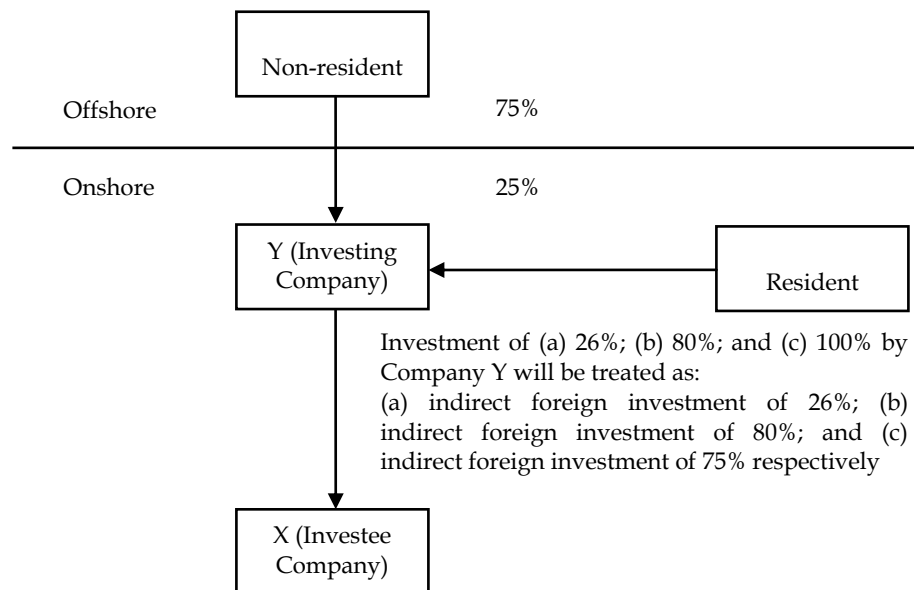 Non-resident
Offshore
75%
Onshore
25%
Y (Investing
Company)
Resident
Investment of (a) 26%; (b) 80%; and (c) 100% by
Company Y will be treated as:
(a) indirect foreign investment of 26%; (b)
indirect foreign investment of 80%; and (c)
indirect foreign investment of 75% respectively
X (Investee
Company)